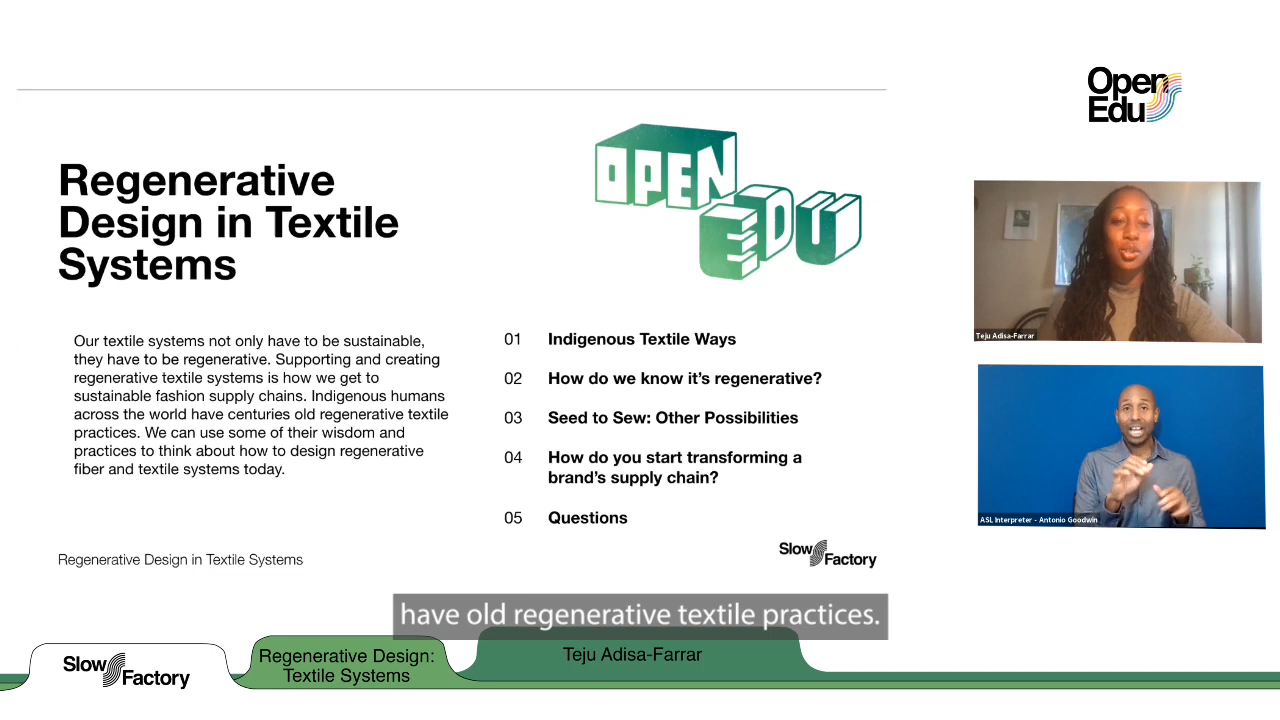 Open
Edu
Regenerative
Design in Textile
Systems
OPEN
EDU
Our textile systems not only have to be sustainable,
they have to be regenerative. Supporting and creating
regenerative textile systems is how we get to
sustainable fashion supply chains. Indigenous humans
across the world have centuries old regenerative textile
practices. We can use some of their wisdom and
practices to think about how to design regenerative
fiber and textile systems today.
01 Indigenous Textile Ways
02 How do we know it's regenerative?
03 Seed to Sew: Other Possibilities
04 How do you start transforming a
brand's supply chain?
05 Questions
Teju Adisa-Farrar
ASL Interpreter - Antonio Goodwin
Regenerative Design in Textile Systems
Slow
Factory
have old regenerative textile practices.
Slow
Factory
Regenerative Design:
Textile Systems
Teju Adisa-Farrar